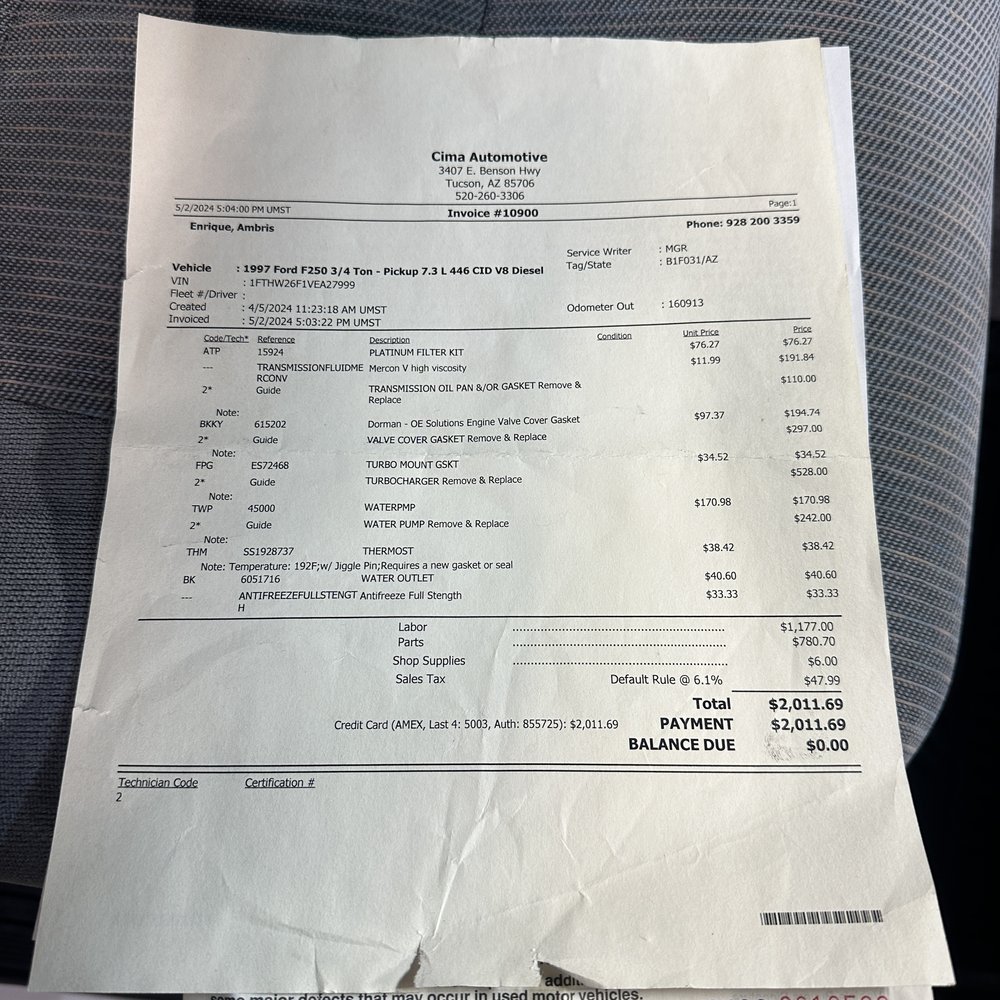 Cima Automotive
3407 E. Benson Hwy
Tucson, AZ 85706
520-260-3306
5/2/2024 5:04:00 PM UMST Page:1
Invoice #10900
Enrique, Ambris Phone: 928 200 3359
Service Writer : MGR
Vehicle : 1997 Ford F250 3/4 Ton - Pickup 7.3 L 446 CID V8 Diesel Tag/State : B1F031/AZ
VIN : 1FTHW26F1VEA27999
Fleet #/Driver :
Created : 4/5/2024 11:23:18 AM UMST Odometer Out : 160913
Invoiced : 5/2/2024 5:03:22 PM UMST
Code/Tech* Reference Description Condition Unit Price Price
ATP 15924 PLATINUM FILTER KIT $76.27 $76.27
--- TRANSMISSIONFLUIDME Mercon V high viscosity $11.99 $191.84
RCONV
2* Guide TRANSMISSION OIL PAN &/OR GASKET Remove & $110.00
Replace
Note:
BKKY 615202 Dorman - OE Solutions Engine Valve Cover Gasket $97.37 $194.74
2* Guide VALVE COVER GASKET Remove & Replace $297.00
Note:
FPG ES72468 TURBO MOUNT GSKT $34.52 $34.52
2* Guide TURBOCHARGER Remove & Replace $528.00
Note:
TWP 45000 WATERPMP $170.98 $170.98
2* Guide WATER PUMP Remove & Replace $242.00
Note:
THM SS1928737 THERMOST $38.42 $38.42
Note: Temperature: 192F;w/ Jiggle Pin;Requires a new gasket or seal
BK 6051716 WATER OUTLET $40.60 $40.60
--- ANTIFREEZEFULLSTENGT Antifreeze Full Stength $33.33 $33.33
H
Labor $1,177.00
Parts $780.70
Shop Supplies $6.00
Sales Tax Default Rule @ 6.1% $47.99
Total $2,011.69
Credit Card (AMEX, Last 4: 5003, Auth: 855725): $2,011.69 PAYMENT $2,011.69
BALANCE DUE $0.00
Technician Code Certification #
2
some major defects that may occur in used motor vehicles.